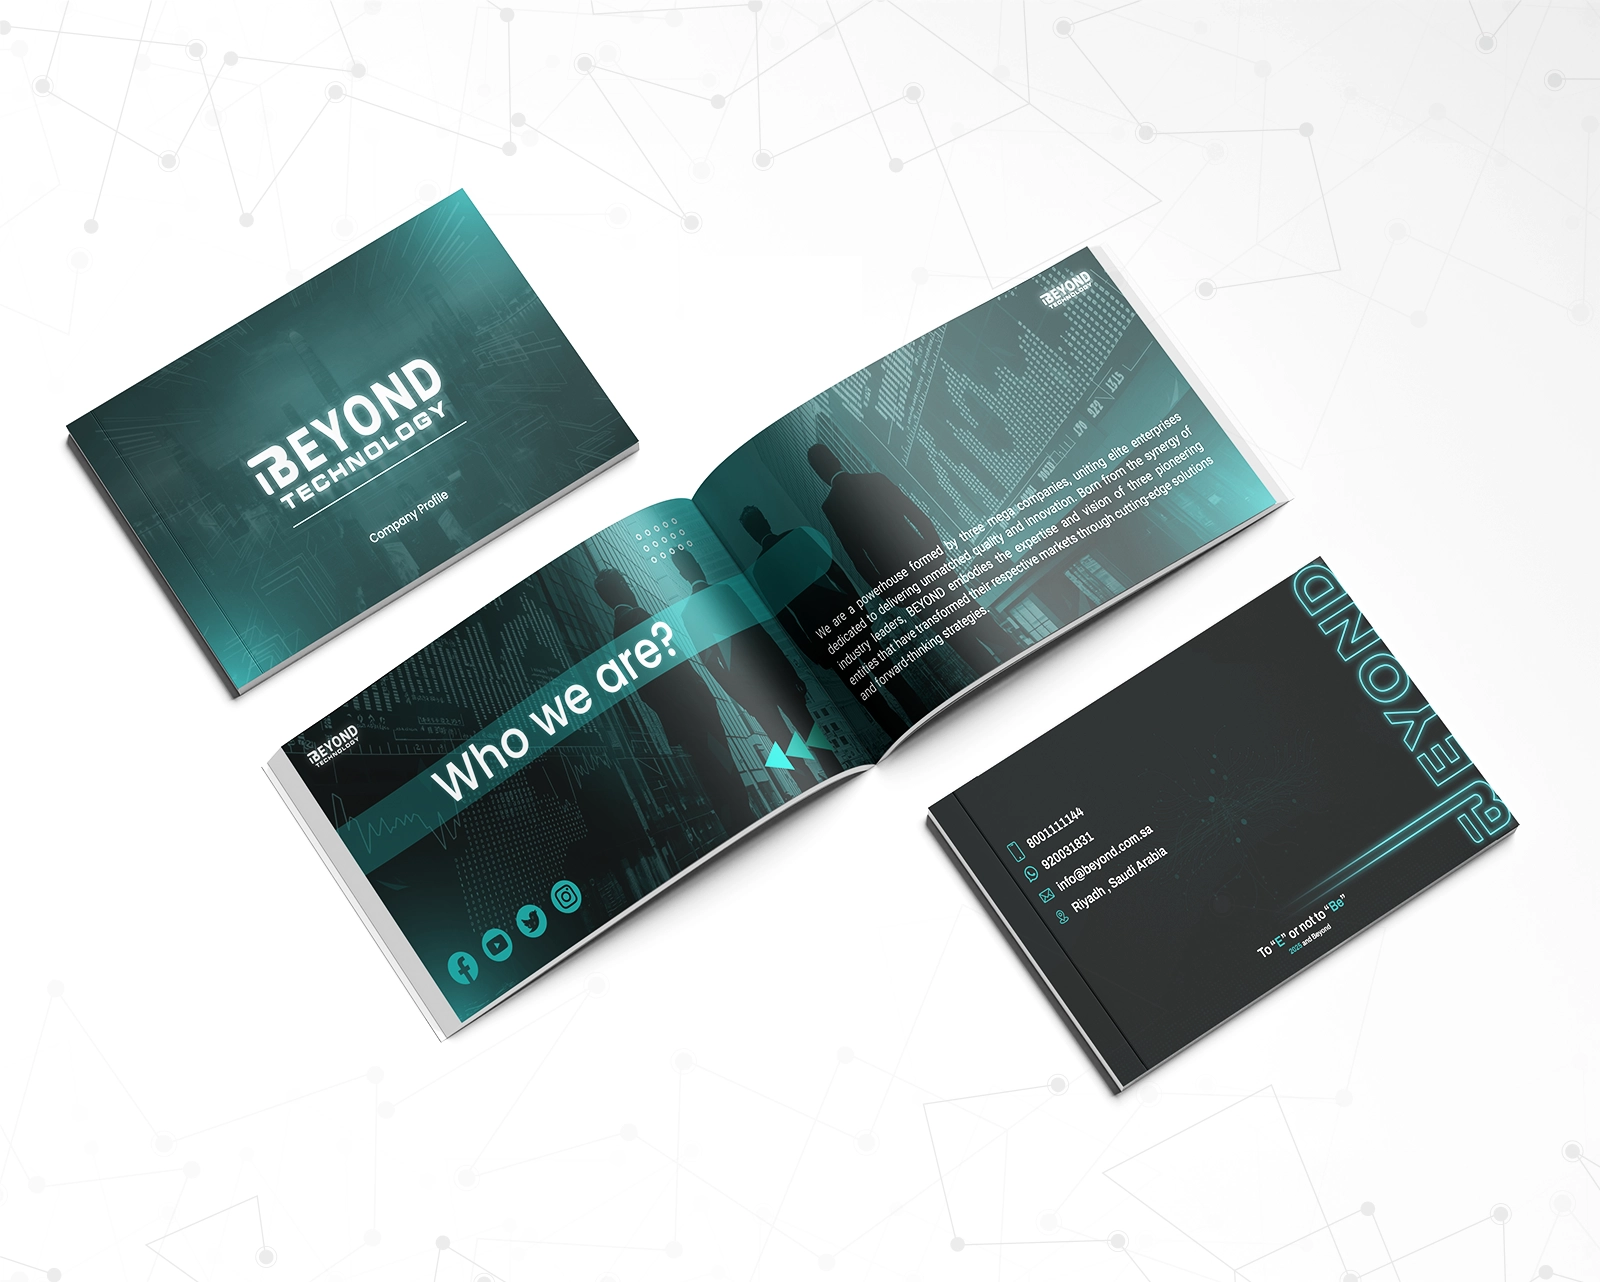 BEYOND
TECHNOLOGY
Company Profile
BEYOND
TECHNOLOGY
Who we are?
BEYOND
TECHNOLOGY
We are a powerhouse formed by three mega companies, uniting elite enterprises
dedicated to delivering unmatched quality and innovation. Born from the synergy of
industry leaders, BEYOND embodies the expertise and vision of three pioneering
entities that have transformed their respective markets through cutting-edge solutions
and forward-thinking strategies.
BEYOND
8001111144
920031831
info@beyond.com.sa
Riyadh , Saudi Arabia
To "E" or not to "Be"
2025 and Beyond